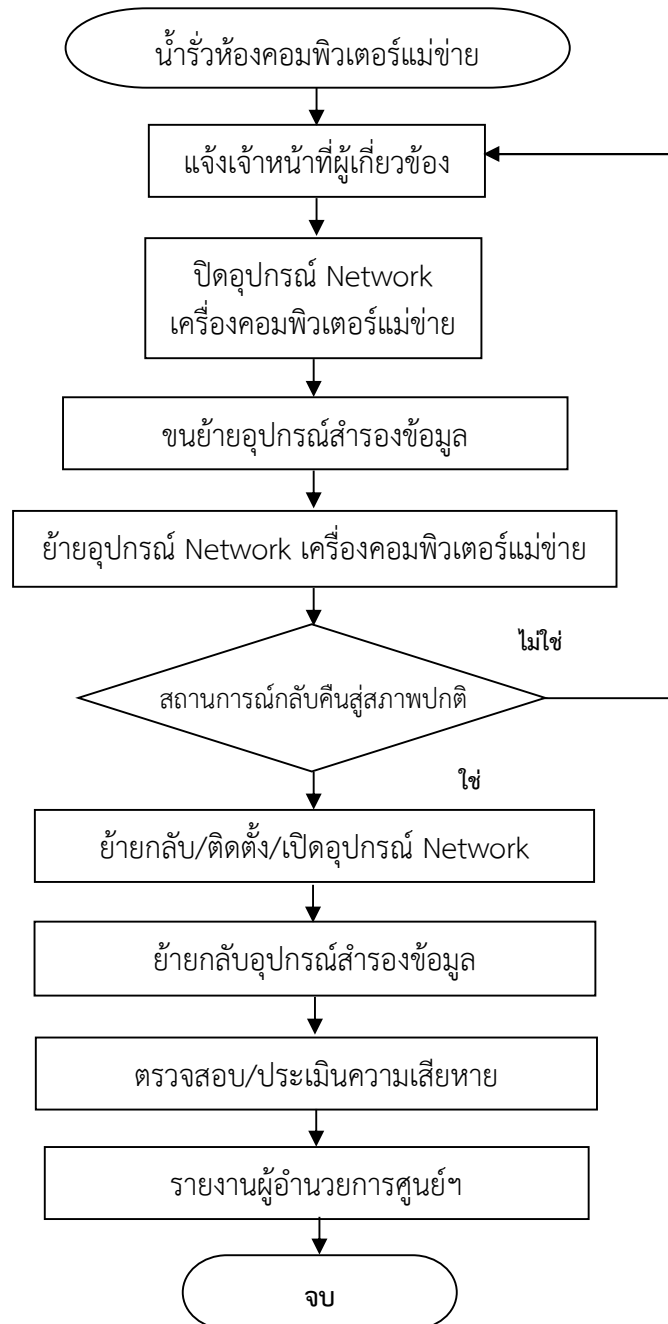 น้ำรั่วห้องคอมพิวเตอร์แม่ข่าย
แจ้งเจ้าหน้าที่ผู้เกี่ยวข้อง
ปิดอุปกรณ์ Network
เครื่องคอมพิวเตอร์แม่ข่าย
ขนย้ายอุปกรณ์สำรองข้อมูล
ย้ายอุปกรณ์ Network เครื่องคอมพิวเตอร์แม่ข่าย
ไม่ใช่
สถานการณ์กลับคืนสู่สภาพปกติ
ใช่
ย้ายกลับ/ติดตั้ง/เปิดอุปกรณ์ Network
ย้ายกลับอุปกรณ์สำรองข้อมูล
ตรวจสอบ/ประเมินความเสียหาย
รายงานผู้อำนวยการศูนย์ฯ
จบ